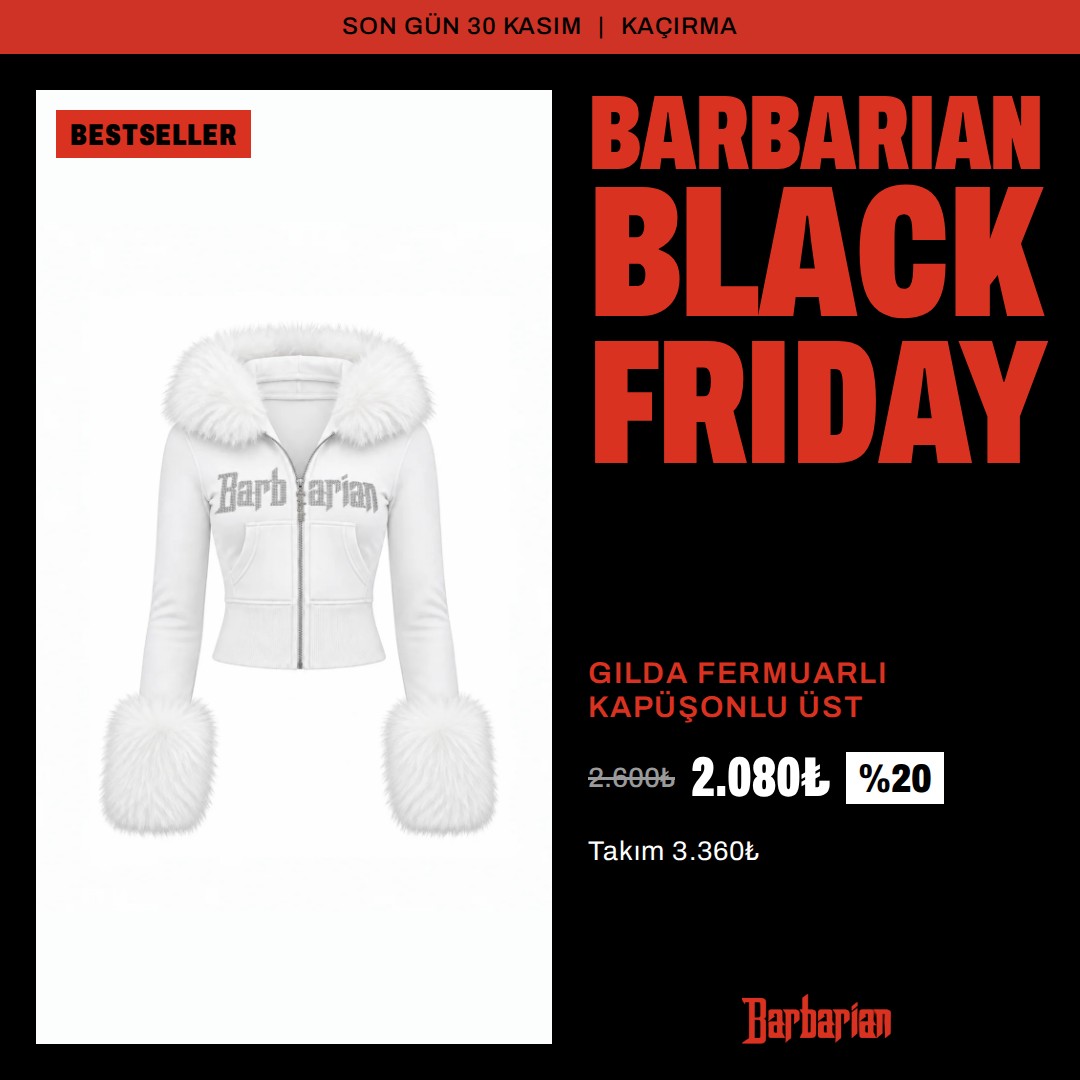 SON GÜN 30 KASIM | KAÇIRMA
BESTSELLER
BARBARIAN
BLACK
FRIDAY
Barbarian
GILDA FERMUARLI
KAPÜŞONLU ÜST
2.600₺ 2.080₺ %20
Takım 3.360₺
Barbarian